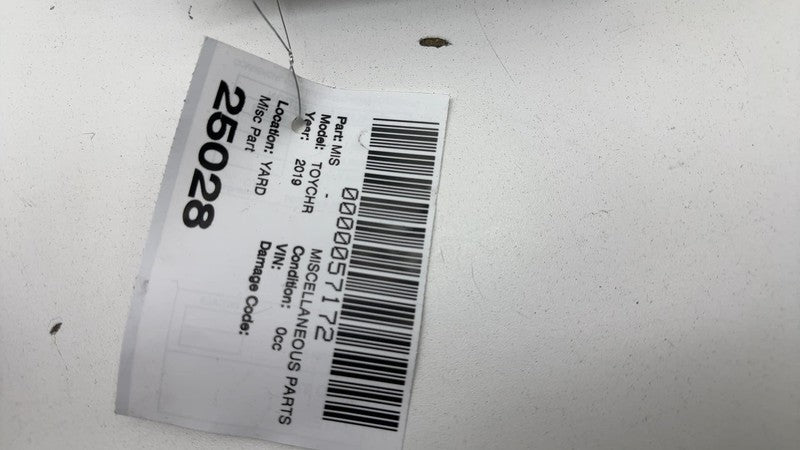 0000057172
Part: MIS - MISCELLANEOUS PARTS
Model: TOYCHR Condition: 0cc
Year: 2019 VIN:
Damage Code:
Location: YARD
Misc Part
25028